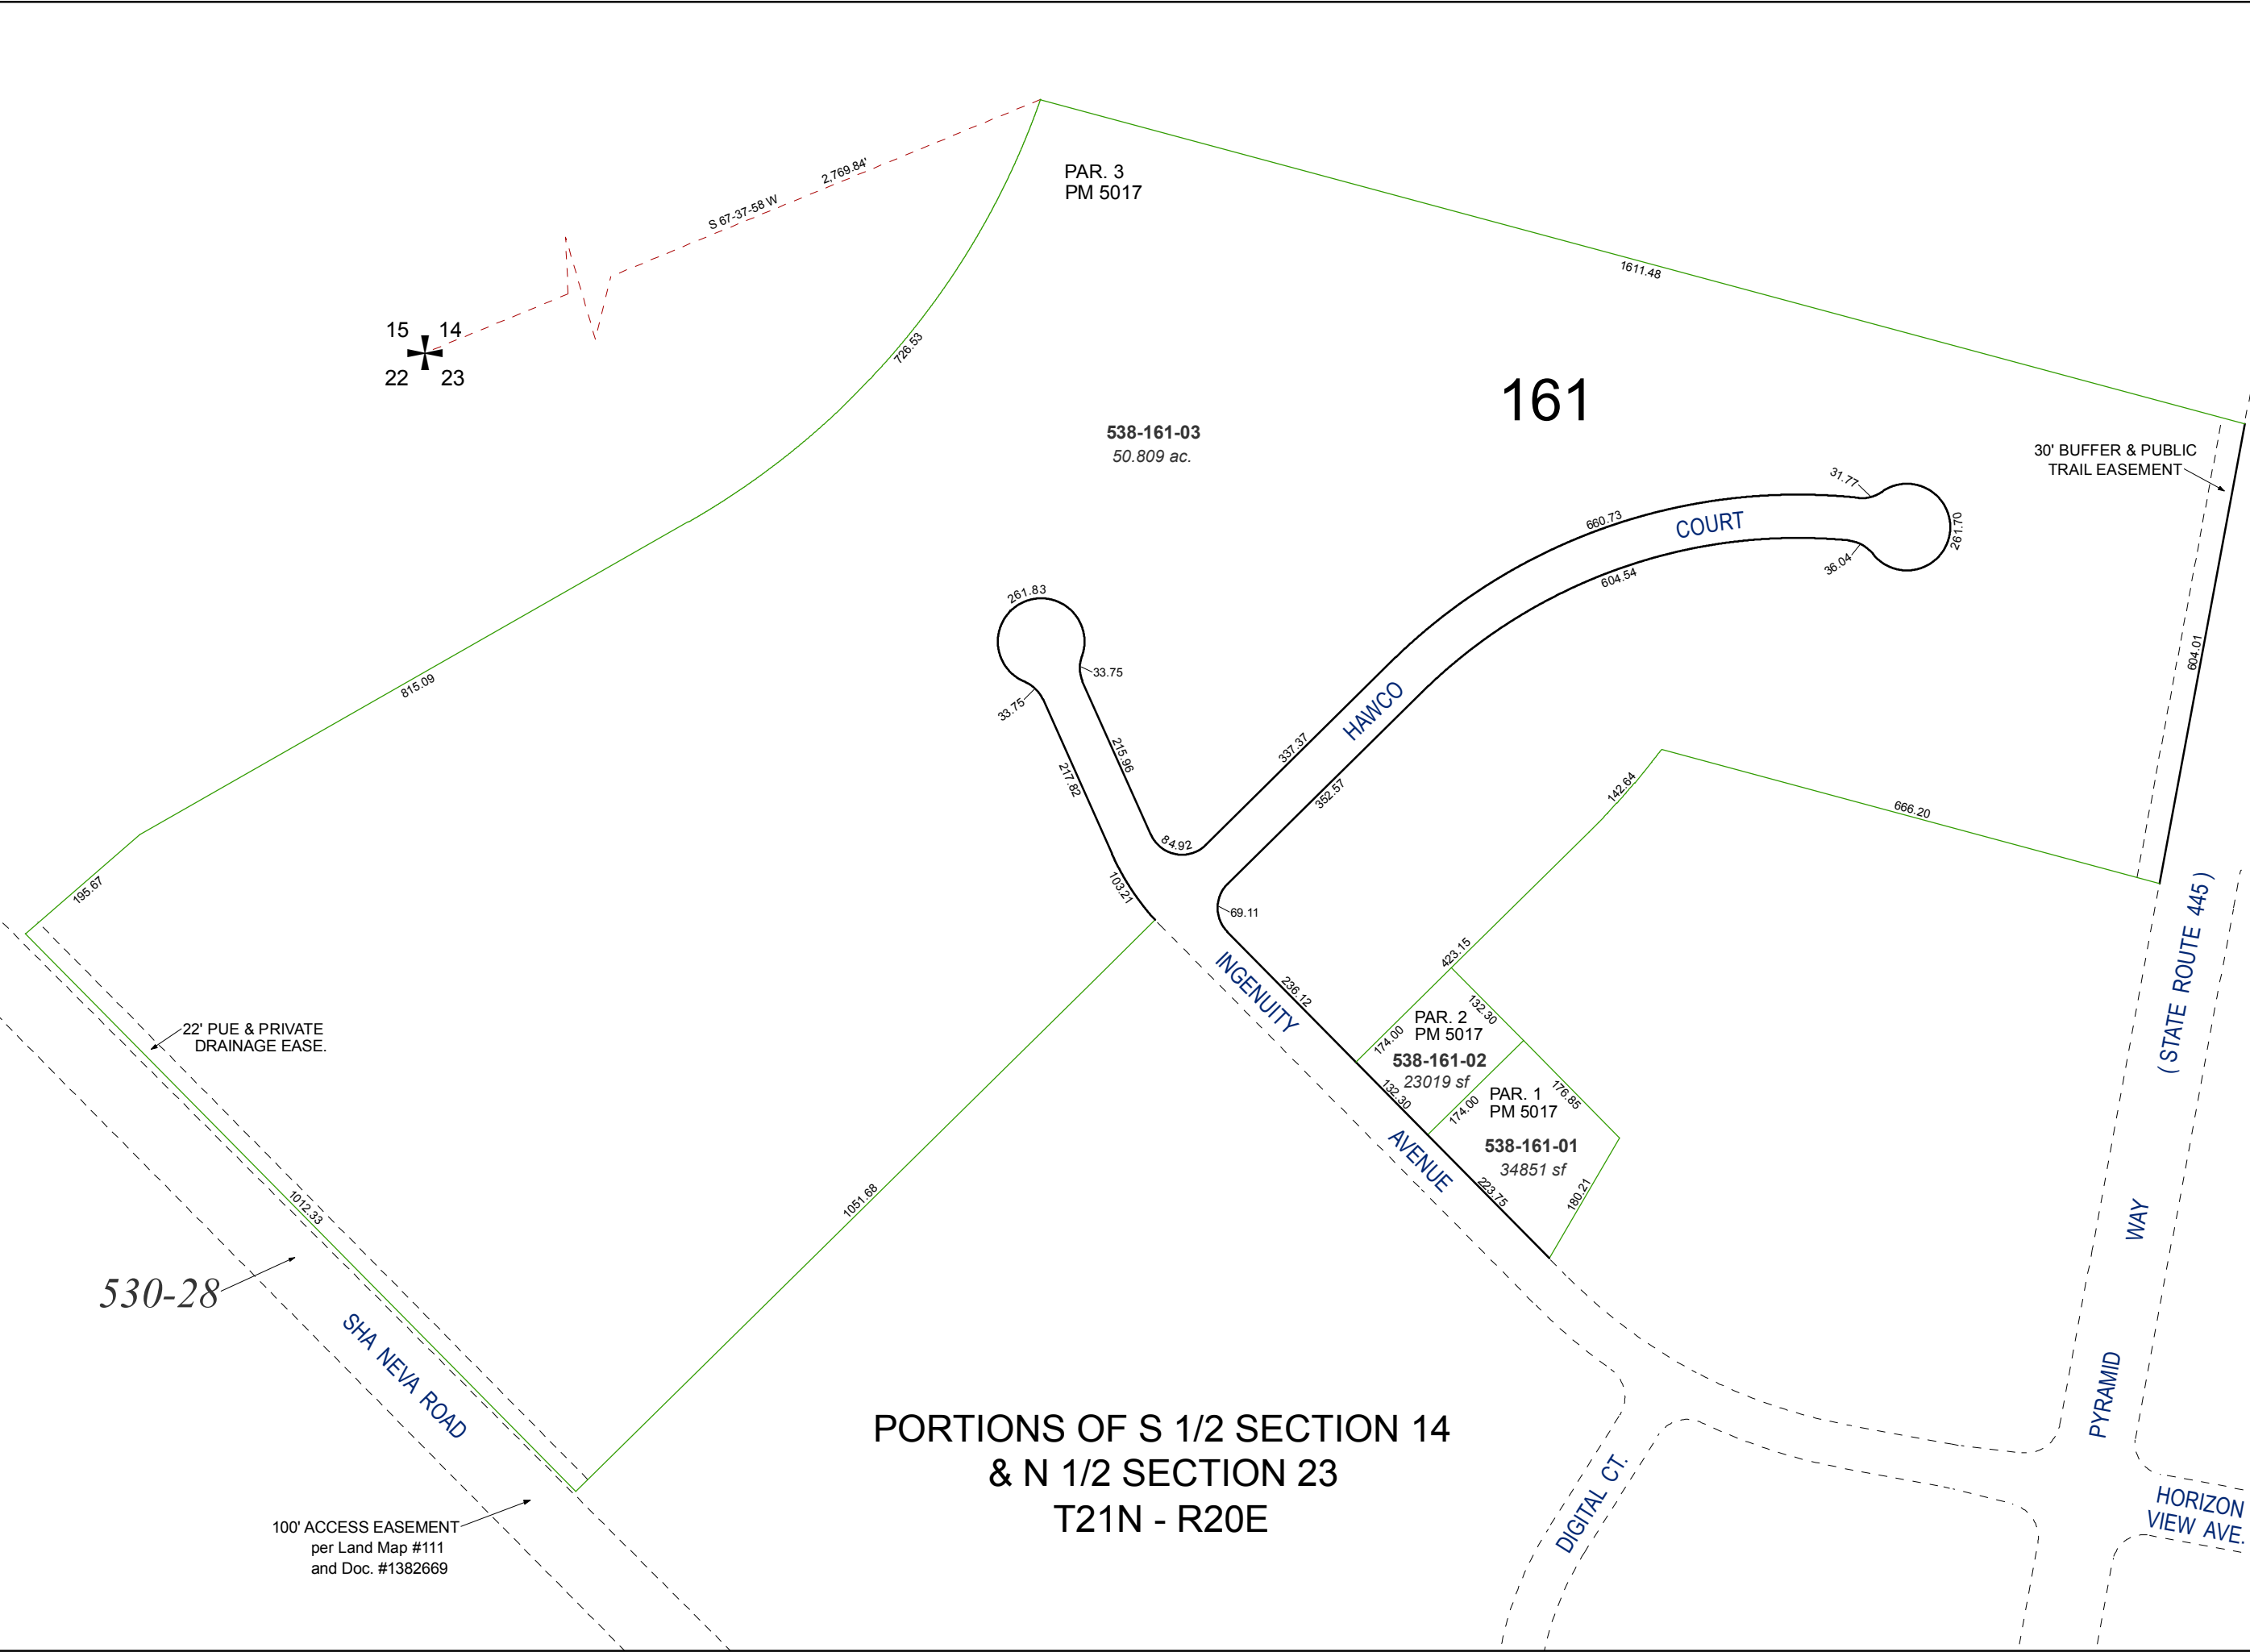 2,769.84'
S 67-37-58 W
PAR. 3
PM 5017
1611.48
15 14
22 23
726.53
161
538-161-03
50.809 ac.
30' BUFFER & PUBLIC
TRAIL EASEMENT
31.77
660.73
COURT
261.70
36.04
604.54
261.83
33.75
33.75
604.01
815.09
HAWCO
337.37
215.96
217.82
352.57
142.64
666.20
84.92
103.21
195.67
69.11
( STATE ROUTE 445 )
423.15
INGENUITY
236.12
132.30
PAR. 2
PM 5017
174.00
538-161-02
23019 sf
132.30
22' PUE & PRIVATE
DRAINAGE EASE.
PAR. 1
PM 5017
176.85
174.00
538-161-01
34851 sf
AVENUE
223.75
180.21
1012.33
1051.68
WAY
530-28
SHA NEVA ROAD
PYRAMID
PORTIONS OF S 1/2 SECTION 14
& N 1/2 SECTION 23
T21N - R20E
DIGITAL CT.
HORIZON
VIEW AVE.
100' ACCESS EASEMENT
per Land Map #111
and Doc. #1382669